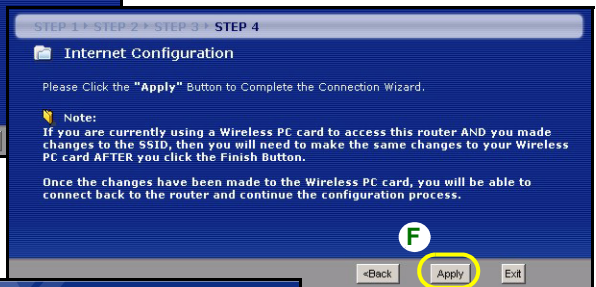 STEP 1 STEP 2 STEP 3 STEP 4
Internet Configuration
Please Click the "Apply" Button to Complete the Connection Wizard.
Note:
If you are currently using a Wireless PC card to access this router AND you made
changes to the SSID, then you will need to make the same changes to your Wireless
PC card AFTER you click the Finish Button.
Once the changes have been made to the Wireless PC card, you will be able to
connect back to the router and continue the configuration process.
F
<Back Apply Exit